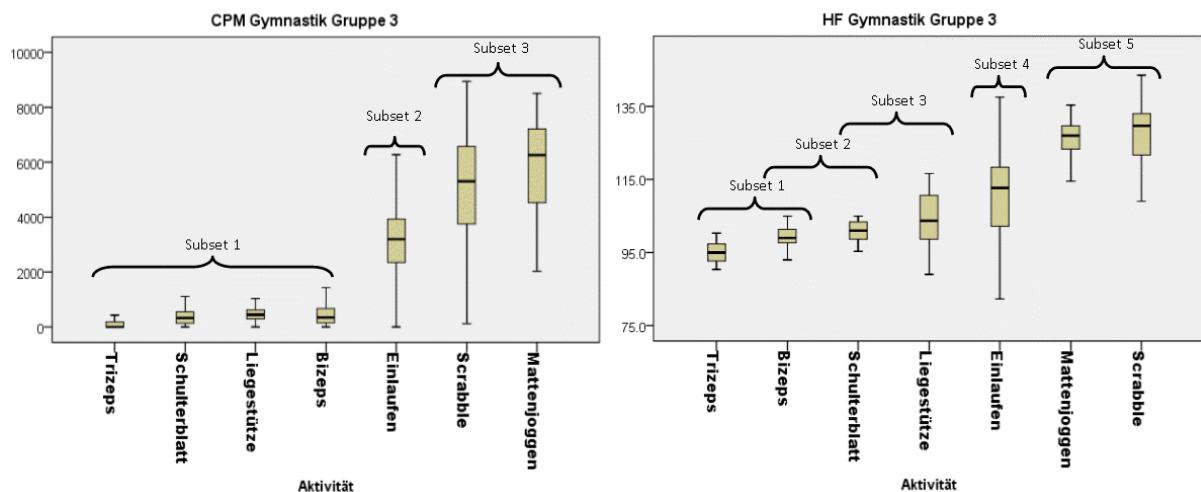 CPM Gymnastik Gruppe 3
10000
8000
6000
4000
2000
0
Subset 1
Subset 2
Subset 3
Trizeps
Schulterblatt
Liegestütze
Bizeps
Einlaufen
Scrabble
Mattenjoggen
Aktivität
HF Gymnastik Gruppe 3
135.0
115.0
95.0
75.0
Subset 1
Subset 2
Subset 3
Subset 4
Subset 5
Trizeps
Bizeps
Schulterblatt
Liegestütze
Einlaufen
Mattenjoggen
Scrabble
Aktivität